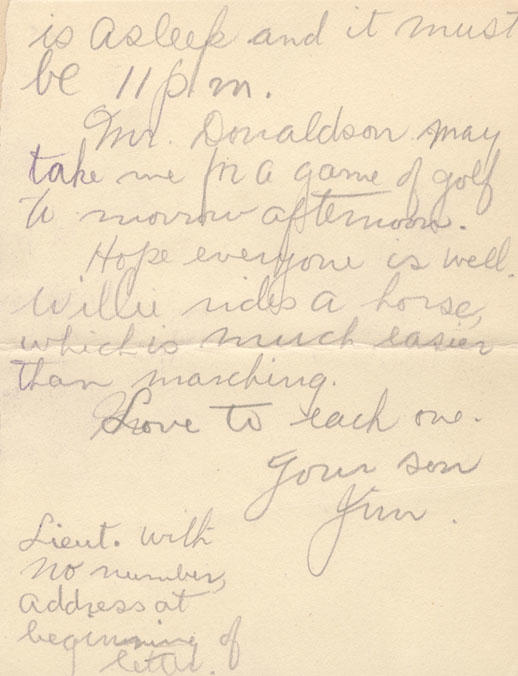 is asleep and it must
be 11 p.m.
Mr. Donaldson may
take me for a game of golf
to morrow afternoon.
Hope everyone is well.
Willie rides a horse,
which is much easier
than marching.
Love to each one.
Your son
Jim.
Lieut. with
no number,
address at
beginning of
letter.